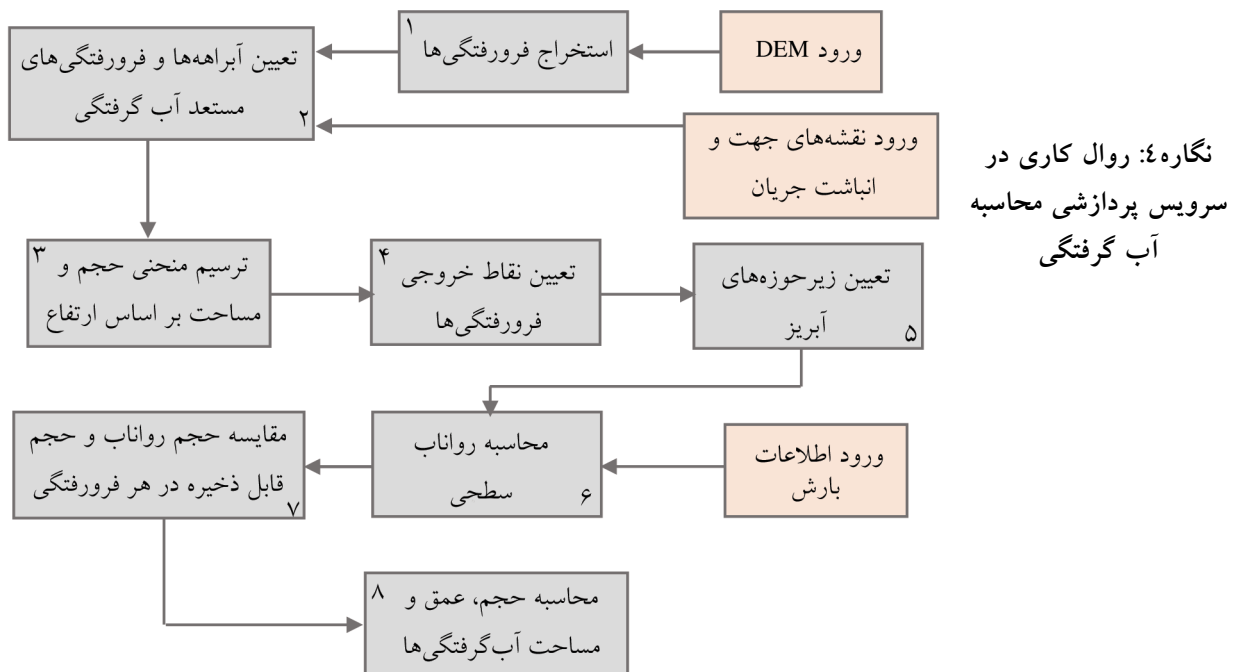 ورود DEM
۱
استخراج فرورفتگی‌ها
تعیین آبراهه‌ها و فرورفتگی‌های
مستعد آب گرفتگی
۲
ورود نقشه‌های جهت و
انباشت جریان
ترسیم منحنی حجم و
۳
مساحت بر اساس ارتفاع
تعیین نقاط خروجی
۴
فرورفتگی‌ها
تعیین زیرحوزه‌های
آبریز
۵
ورود اطلاعات
بارش
محاسبه رواناب
سطحی
۶
مقایسه حجم رواناب و حجم
قابل ذخیره در هر فرورفتگی
۷
محاسبه حجم، عمق و
۸
مساحت آب‌گرفتگی‌ها
نگاره٤: روال کاری در
سرویس پردازشی محاسبه
آب گرفتگی